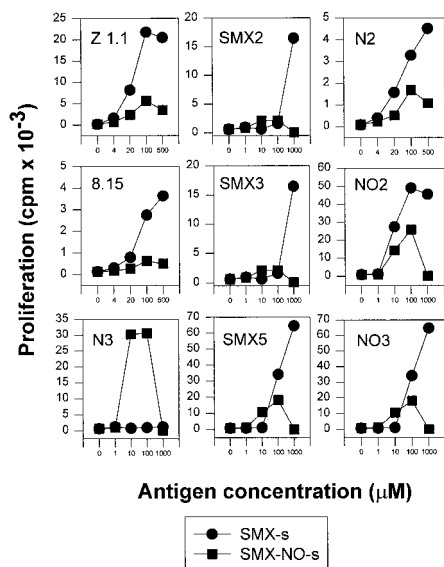 Proliferation (cpm x 10^-3)
Z 1.1
25
20
15
10
5
0
0 4 20 100 500
SMX2
20
15
10
5
0
0 1 10 100 1000
N2
5
4
3
2
1
0
0 4 20 100 500
8.15
5
4
3
2
1
0
0 4 20 100 500
SMX3
20
15
10
5
0
0 1 10 100 1000
NO2
60
50
40
30
20
10
0
0 1 10 100 1000
N3
35
30
25
20
15
10
5
0
0 1 10 100 1000
SMX5
70
60
50
40
30
20
10
0
0 1 10 100 1000
NO3
70
60
50
40
30
20
10
0
0 1 10 100 1000
Antigen concentration (µM)
SMX-s
SMX-NO-s